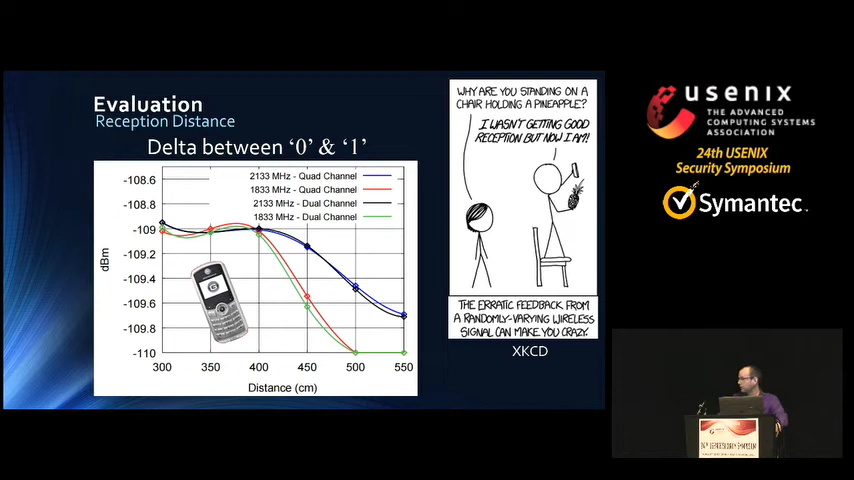 Evaluation
Reception Distance
Delta between ‘0’ & ‘1’
2133 MHz - Quad Channel
1833 MHz - Quad Channel
2133 MHz - Dual Channel
1833 MHz - Dual Channel
-108.6
-108.8
-109
-109.2
-109.4
-109.6
-109.8
-110
dBm
300 350 400 450 500 550
Distance (cm)
WHY ARE YOU STANDING ON A
CHAIR HOLDING A PINEAPPLE?
I WASN'T GETTING GOOD
RECEPTION BUT NOW I AM!
THE ERRATIC FEEDBACK FROM
A RANDOMLY-VARYING WIRELESS
SIGNAL CAN MAKE YOU CRAZY.
XKCD
usenix
THE ADVANCED
COMPUTING SYSTEMS
ASSOCIATION
24th USENIX
Security Symposium
Symantec.